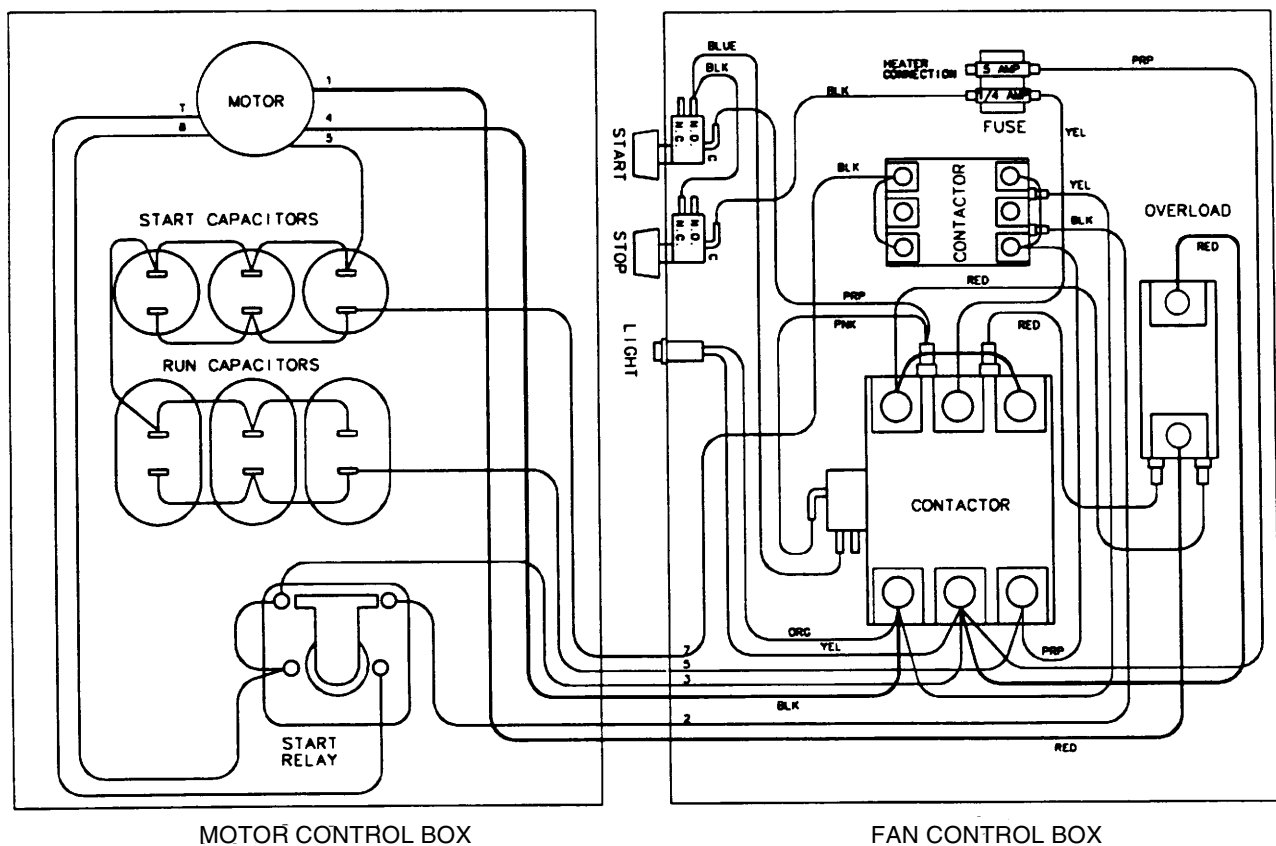 1
MOTOR
T
4
8
5
START CAPACITORS
RUN CAPACITORS
START
RELAY
MOTOR CONTROL BOX
BLUE
BLK
HEATER
CONNECTION
5 AMP
PRP
BLK
1/4 AMP
FUSE
YEL
N.C.
N.O.
C
START
BLK
CONTACTOR
YEL
BLK
OVERLOAD
N.C.
N.O.
C
STOP
RED
RED
PRP
PNK
RED
LIGHT
CONTACTOR
ORG
YEL
PRP
7
5
3
BLK
2
RED
FAN CONTROL BOX